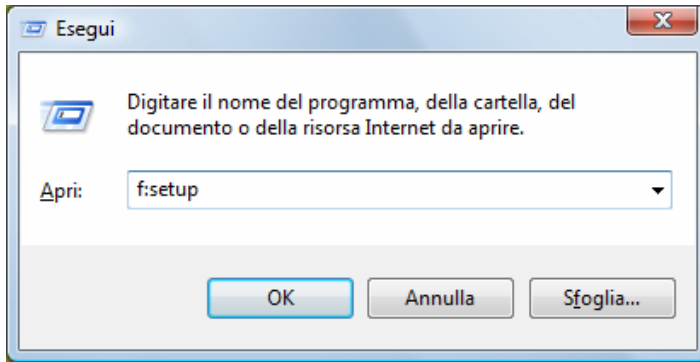 Esegui
Digitare il nome del programma, della cartella, del
documento o della risorsa Internet da aprire.
Apri: f:setup
OK Annulla Sfoglia...